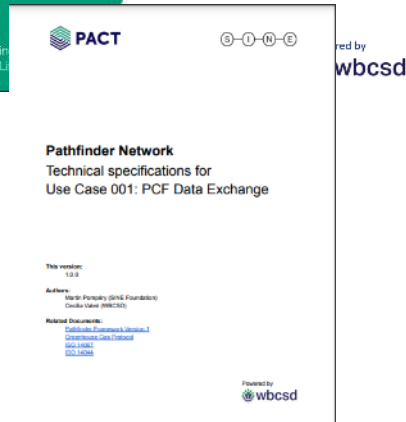 PACT
S-I-N-E
red by
wbcsd
Pathfinder Network
Technical specifications for
Use Case 001: PCF Data Exchange
This version:
1.0.0
Authors:
Martin Pompéry (SINE Foundation)
Cecilia Valeri (WBCSD)
Related Documents:
Pathfinder Framework Version 1
Greenhouse Gas Protocol
ISO 14067
ISO 14044
Powered by
wbcsd